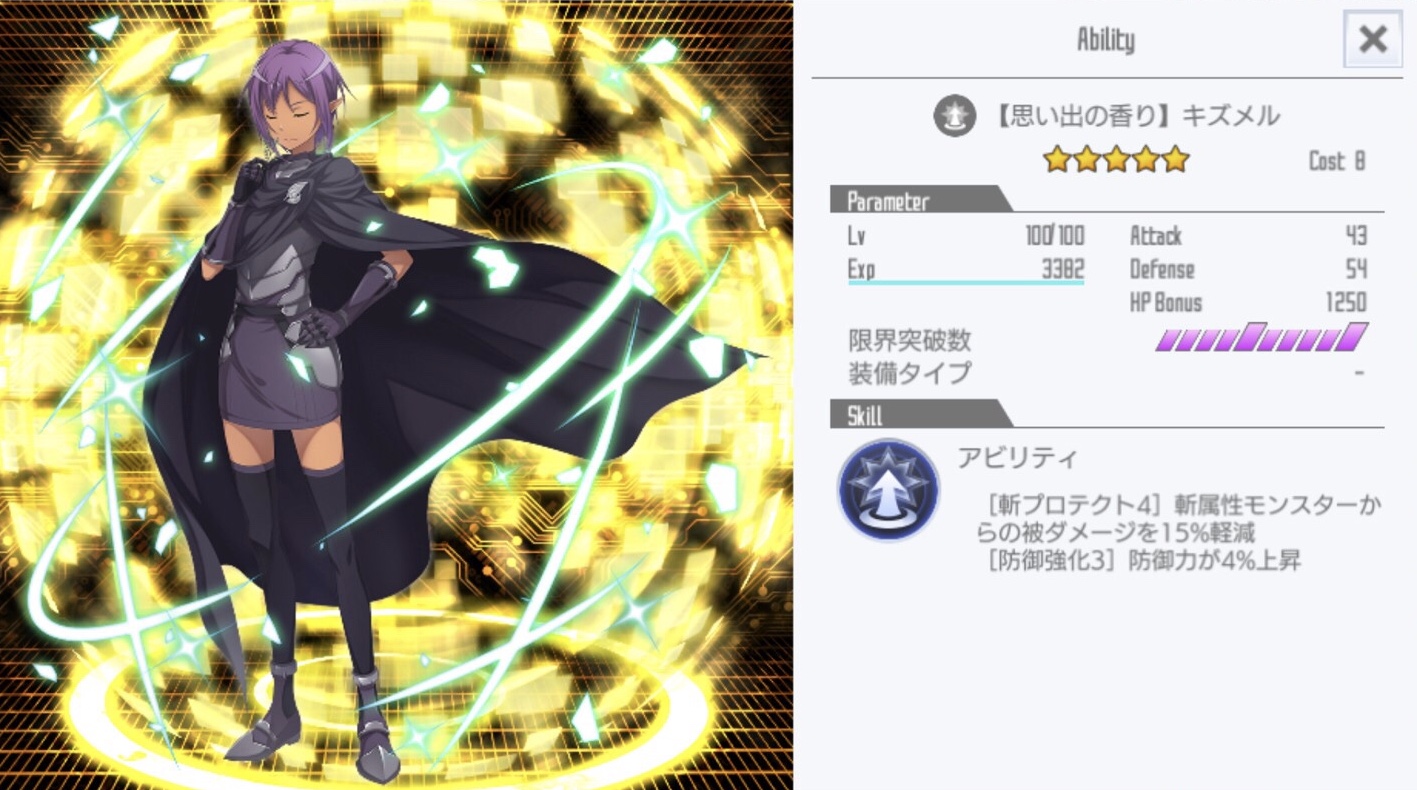 Ability
【思い出の香り】キズメル
Cost 8
Parameter
Lv 100/100 Attack 43
Exp 3382 Defense 54
HP Bonus 1250
限界突破数
装備タイプ -
Skill
アビリティ
［斬プロテクト4］斬属性モンスターか
らの被ダメージを15%軽減
［防御強化3］防御力が4%上昇